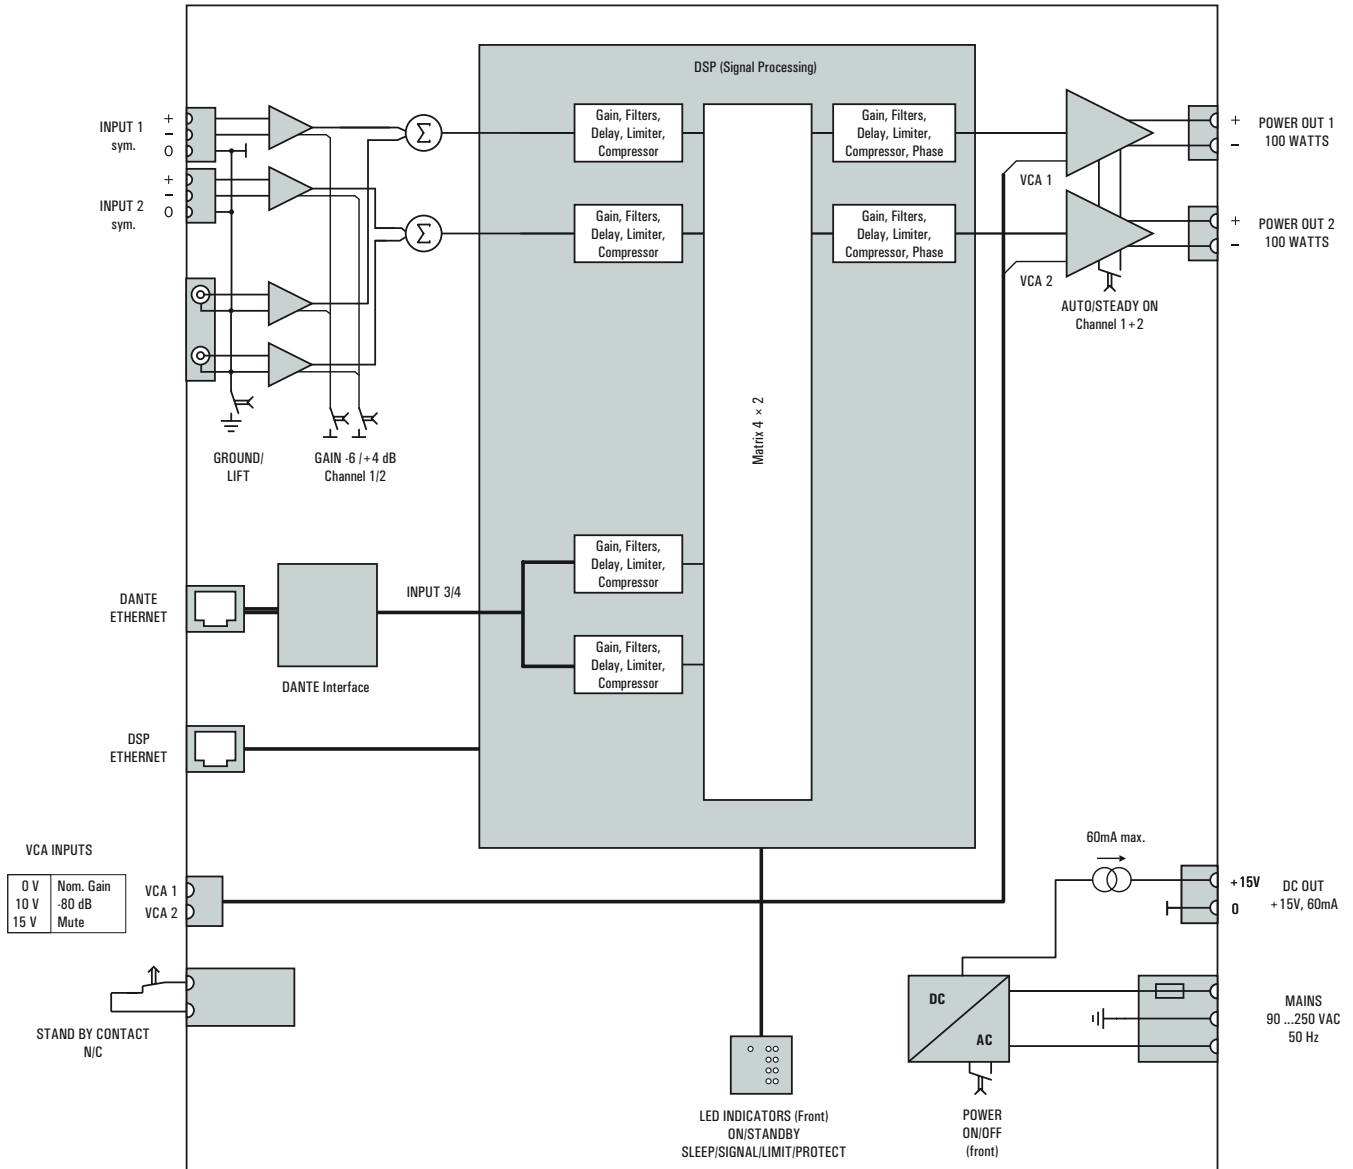 DSP (Signal Processing)
INPUT 1
sym.
+
−
O
INPUT 2
sym.
+
−
O
Σ
Σ
Gain, Filters,
Delay, Limiter,
Compressor
Gain, Filters,
Delay, Limiter,
Compressor, Phase
Gain, Filters,
Delay, Limiter,
Compressor
Gain, Filters,
Delay, Limiter,
Compressor, Phase
Matrix 4 × 2
VCA 1
VCA 2
+
−
POWER OUT 1
100 WATTS
+
−
POWER OUT 2
100 WATTS
AUTO/STEADY ON
Channel 1+2
GROUND/
LIFT
GAIN -6 /+4 dB
Channel 1/2
DANTE
ETHERNET
DANTE Interface
INPUT 3/4
Gain, Filters,
Delay, Limiter,
Compressor
Gain, Filters,
Delay, Limiter,
Compressor
DSP
ETHERNET
VCA INPUTS
0 V Nom. Gain
10 V -80 dB
15 V Mute
VCA 1
VCA 2
STAND BY CONTACT
N/C
60mA max.
+15V
0
DC OUT
+15V, 60mA
DC
AC
MAINS
90 ...250 VAC
50 Hz
POWER
ON/OFF
(front)
LED INDICATORS (Front)
ON/STANDBY
SLEEP/SIGNAL/LIMIT/PROTECT